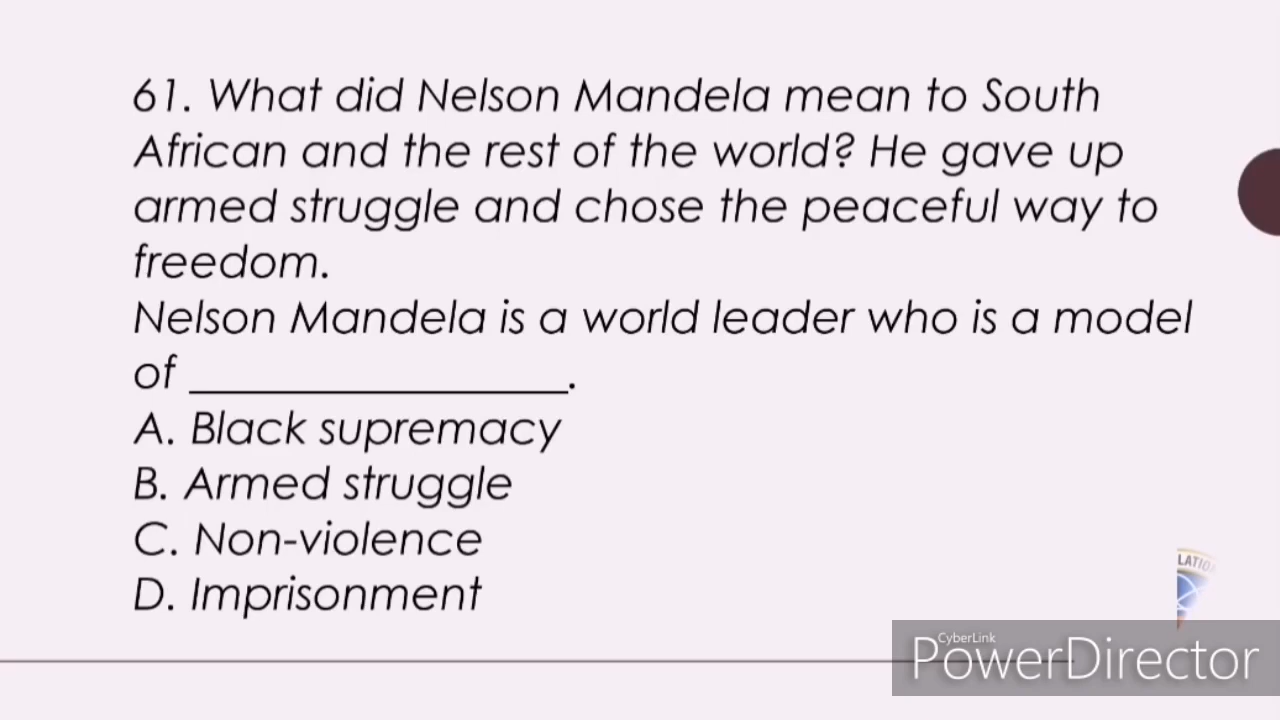 61. What did Nelson Mandela mean to South
African and the rest of the world? He gave up
armed struggle and chose the peaceful way to
freedom.
Nelson Mandela is a world leader who is a model
of __________________.
A. Black supremacy
B. Armed struggle
C. Non-violence
D. Imprisonment
LATIO
CyberLink
PowerDirector